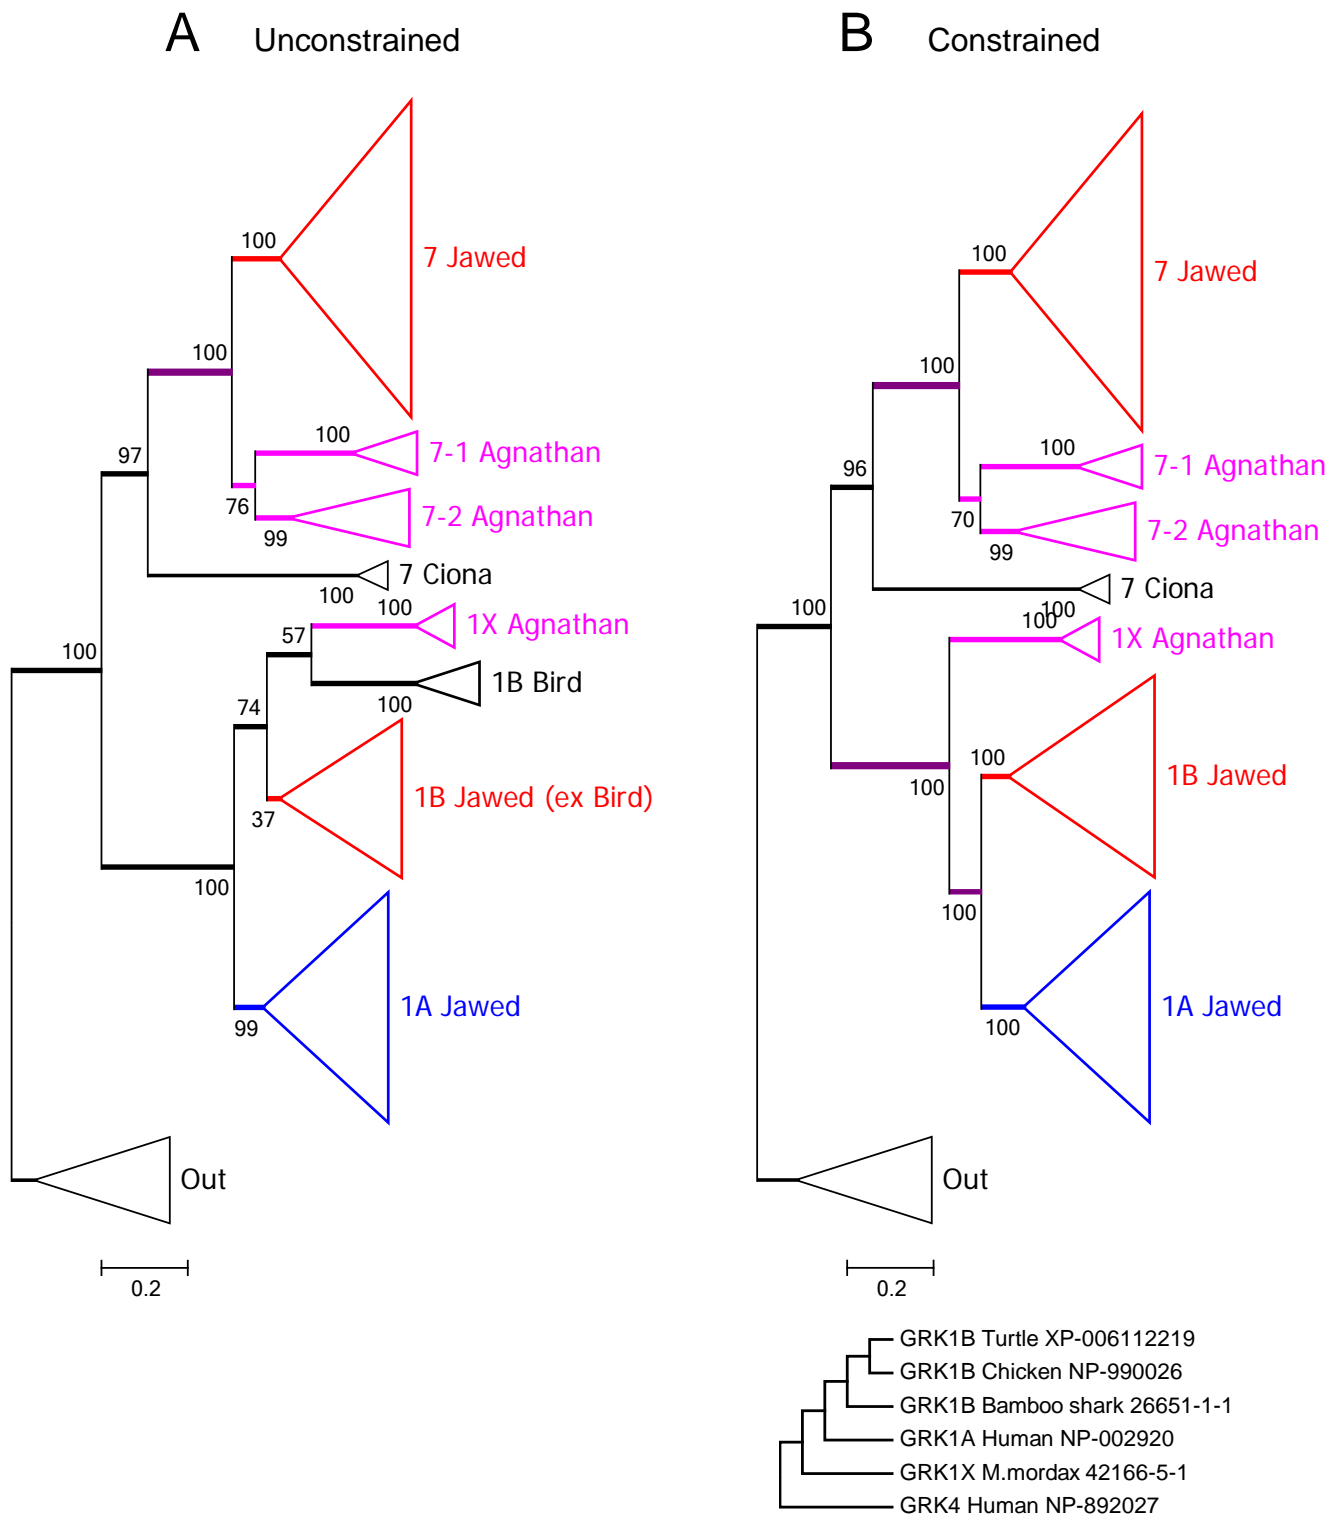 A Unconstrained
100
7 Jawed
100
97
100
7-1 Agnathan
76
7-2 Agnathan
99
7 Ciona
100
100
1X Agnathan
57
100
1B Bird
100
74
1B Jawed (ex Bird)
37
100
1A Jawed
99
Out
0.2
B Constrained
100
7 Jawed
100
96
100
7-1 Agnathan
70
7-2 Agnathan
99
7 Ciona
100
100
1X Agnathan
100
100
1B Jawed
100
100
1A Jawed
100
Out
0.2
GRK1B Turtle XP-006112219
GRK1B Chicken NP-990026
GRK1B Bamboo shark 26651-1-1
GRK1A Human NP-002920
GRK1X M.mordax 42166-5-1
GRK4 Human NP-892027